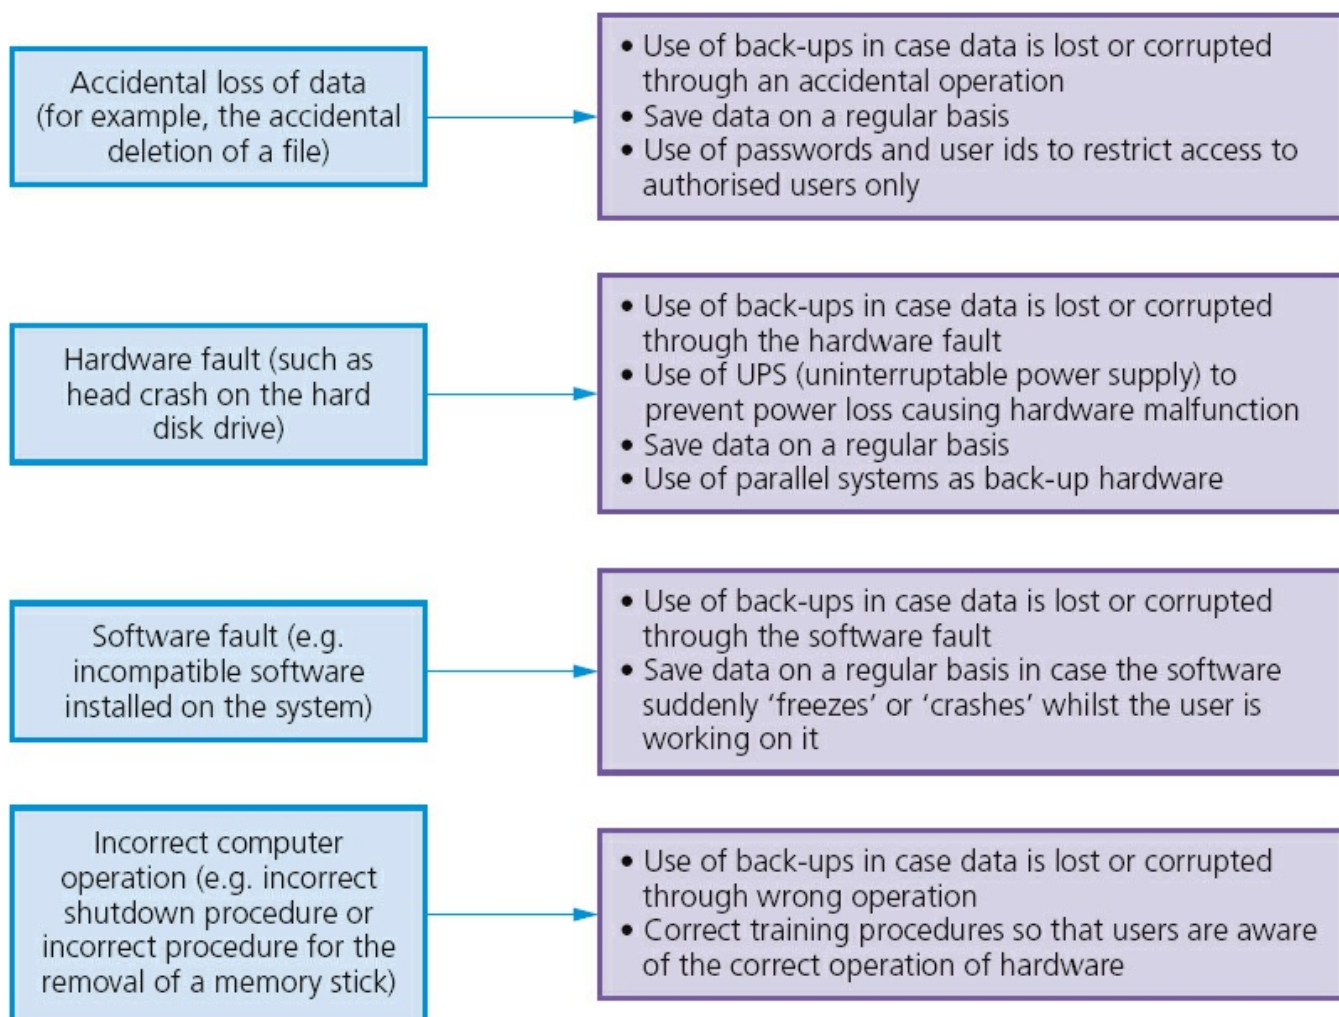 Accidental loss of data
(for example, the accidental
deletion of a file)
• Use of back-ups in case data is lost or corrupted
through an accidental operation
• Save data on a regular basis
• Use of passwords and user ids to restrict access to
authorised users only
Hardware fault (such as
head crash on the hard
disk drive)
• Use of back-ups in case data is lost or corrupted
through the hardware fault
• Use of UPS (uninterruptable power supply) to
prevent power loss causing hardware malfunction
• Save data on a regular basis
• Use of parallel systems as back-up hardware
Software fault (e.g.
incompatible software
installed on the system)
• Use of back-ups in case data is lost or corrupted
through the software fault
• Save data on a regular basis in case the software
suddenly ‘freezes’ or ‘crashes’ whilst the user is
working on it
Incorrect computer
operation (e.g. incorrect
shutdown procedure or
incorrect procedure for the
removal of a memory stick)
• Use of back-ups in case data is lost or corrupted
through wrong operation
• Correct training procedures so that users are aware
of the correct operation of hardware